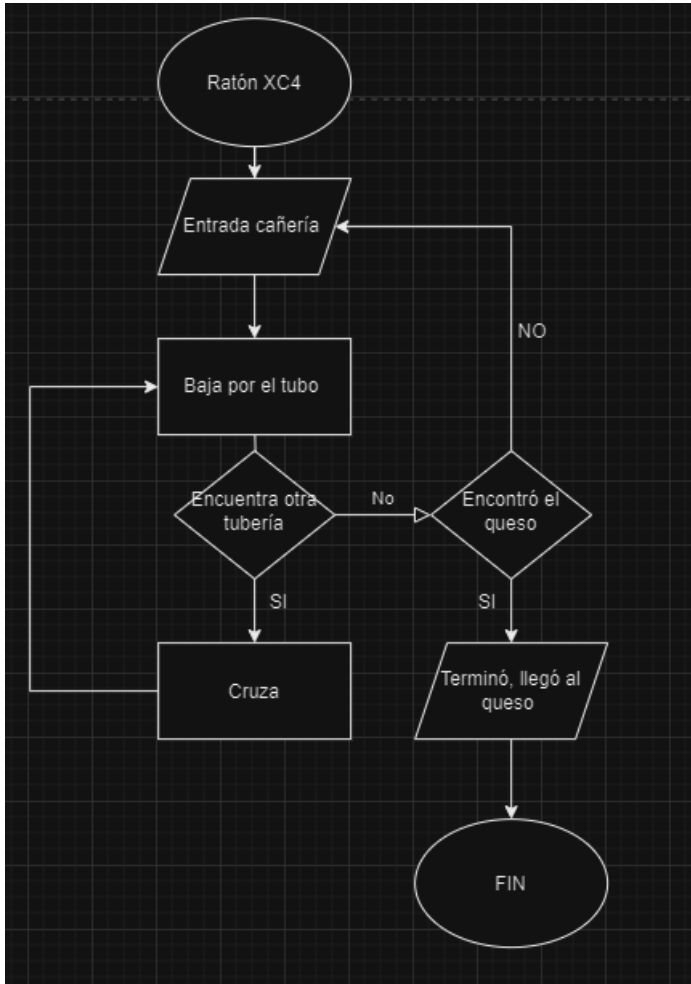 Ratón XC4
Entrada cañería
NO
Baja por el tubo
Encuentra otra
tubería
No
Encontró el
queso
SI
SI
Cruza
Terminó, llegó al
queso
FIN